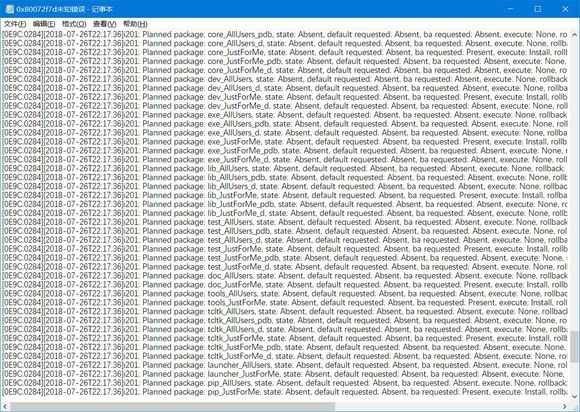 0x80072f7d未知错误 - 记事本
文件(F) 编辑(E) 格式(O) 查看(V) 帮助(H)
[0E9C:0284][2018-07-26T22:17:36]i201: Planned package: core_AllUsers_pdb, state: Absent, default requested: Absent, ba requested: Absent, execute: None, ro
[0E9C:0284][2018-07-26T22:17:36]i201: Planned package: core_AllUsers_d, state: Absent, default requested: Absent, ba requested: Absent, execute: None, rollb
[0E9C:0284][2018-07-26T22:17:36]i201: Planned package: core_JustForMe, state: Absent, default requested: Absent, ba requested: Present, execute: Install, ro
[0E9C:0284][2018-07-26T22:17:36]i201: Planned package: core_JustForMe_pdb, state: Absent, default requested: Absent, ba requested: Absent, execute: None,
[0E9C:0284][2018-07-26T22:17:36]i201: Planned package: core_JustForMe_d, state: Absent, default requested: Absent, ba requested: Absent, execute: None, ro
[0E9C:0284][2018-07-26T22:17:36]i201: Planned package: dev_AllUsers, state: Absent, default requested: Absent, ba requested: Absent, execute: None, rollback
[0E9C:0284][2018-07-26T22:17:36]i201: Planned package: dev_AllUsers_d, state: Absent, default requested: Absent, ba requested: Absent, execute: None, rollba
[0E9C:0284][2018-07-26T22:17:36]i201: Planned package: dev_JustForMe, state: Absent, default requested: Absent, ba requested: Present, execute: Install, rollb
[0E9C:0284][2018-07-26T22:17:36]i201: Planned package: dev_JustForMe_d, state: Absent, default requested: Absent, ba requested: Absent, execute: None, rol
[0E9C:0284][2018-07-26T22:17:36]i201: Planned package: exe_AllUsers, state: Absent, default requested: Absent, ba requested: Absent, execute: None, rollback
[0E9C:0284][2018-07-26T22:17:36]i201: Planned package: exe_AllUsers_pdb, state: Absent, default requested: Absent, ba requested: Absent, execute: None, rol
[0E9C:0284][2018-07-26T22:17:36]i201: Planned package: exe_AllUsers_d, state: Absent, default requested: Absent, ba requested: Absent, execute: None, rollba
[0E9C:0284][2018-07-26T22:17:36]i201: Planned package: exe_JustForMe, state: Absent, default requested: Absent, ba requested: Present, execute: Install, rollb
[0E9C:0284][2018-07-26T22:17:36]i201: Planned package: exe_JustForMe_pdb, state: Absent, default requested: Absent, ba requested: Absent, execute: None, r
[0E9C:0284][2018-07-26T22:17:36]i201: Planned package: exe_JustForMe_d, state: Absent, default requested: Absent, ba requested: Absent, execute: None, rol
[0E9C:0284][2018-07-26T22:17:36]i201: Planned package: lib_AllUsers, state: Absent, default requested: Absent, ba requested: Absent, execute: None, rollback
[0E9C:0284][2018-07-26T22:17:36]i201: Planned package: lib_AllUsers_pdb, state: Absent, default requested: Absent, ba requested: Absent, execute: None, roll
[0E9C:0284][2018-07-26T22:17:36]i201: Planned package: lib_AllUsers_d, state: Absent, default requested: Absent, ba requested: Absent, execute: None, rollbac
[0E9C:0284][2018-07-26T22:17:36]i201: Planned package: lib_JustForMe, state: Absent, default requested: Absent, ba requested: Present, execute: Install, rollba
[0E9C:0284][2018-07-26T22:17:36]i201: Planned package: lib_JustForMe_pdb, state: Absent, default requested: Absent, ba requested: Absent, execute: None, ro
[0E9C:0284][2018-07-26T22:17:36]i201: Planned package: lib_JustForMe_d, state: Absent, default requested: Absent, ba requested: Absent, execute: None, rollb
[0E9C:0284][2018-07-26T22:17:36]i201: Planned package: test_AllUsers, state: Absent, default requested: Absent, ba requested: Absent, execute: None, rollbac
[0E9C:0284][2018-07-26T22:17:36]i201: Planned package: test_AllUsers_pdb, state: Absent, default requested: Absent, ba requested: Absent, execute: None, ro
[0E9C:0284][2018-07-26T22:17:36]i201: Planned package: test_AllUsers_d, state: Absent, default requested: Absent, ba requested: Absent, execute: None, rollb
[0E9C:0284][2018-07-26T22:17:36]i201: Planned package: test_JustForMe, state: Absent, default requested: Absent, ba requested: Present, execute: Install, rollb
[0E9C:0284][2018-07-26T22:17:36]i201: Planned package: test_JustForMe_pdb, state: Absent, default requested: Absent, ba requested: Absent, execute: None,
[0E9C:0284][2018-07-26T22:17:36]i201: Planned package: test_JustForMe_d, state: Absent, default requested: Absent, ba requested: Absent, execute: None, ro
[0E9C:0284][2018-07-26T22:17:36]i201: Planned package: doc_AllUsers, state: Absent, default requested: Absent, ba requested: Absent, execute: None, rollback
[0E9C:0284][2018-07-26T22:17:36]i201: Planned package: doc_JustForMe, state: Absent, default requested: Absent, ba requested: Present, execute: Install, rollb
[0E9C:0284][2018-07-26T22:17:36]i201: Planned package: tools_AllUsers, state: Absent, default requested: Absent, ba requested: Absent, execute: None, rollba
[0E9C:0284][2018-07-26T22:17:36]i201: Planned package: tools_JustForMe, state: Absent, default requested: Absent, ba requested: Present, execute: Install, rol
[0E9C:0284][2018-07-26T22:17:36]i201: Planned package: tcltk_AllUsers, state: Absent, default requested: Absent, ba requested: Absent, execute: None, rollba
[0E9C:0284][2018-07-26T22:17:36]i201: Planned package: tcltk_AllUsers_pdb, state: Absent, default requested: Absent, ba requested: Absent, execute: None, ro
[0E9C:0284][2018-07-26T22:17:36]i201: Planned package: tcltk_AllUsers_d, state: Absent, default requested: Absent, ba requested: Absent, execute: None, rollb
[0E9C:0284][2018-07-26T22:17:36]i201: Planned package: tcltk_JustForMe, state: Absent, default requested: Absent, ba requested: Present, execute: Install, rollb
[0E9C:0284][2018-07-26T22:17:36]i201: Planned package: tcltk_JustForMe_pdb, state: Absent, default requested: Absent, ba requested: Absent, execute: None,
[0E9C:0284][2018-07-26T22:17:36]i201: Planned package: tcltk_JustForMe_d, state: Absent, default requested: Absent, ba requested: Absent, execute: None, ro
[0E9C:0284][2018-07-26T22:17:36]i201: Planned package: launcher_AllUsers, state: Absent, default requested: Absent, ba requested: Absent, execute: None, rol
[0E9C:0284][2018-07-26T22:17:36]i201: Planned package: launcher_JustForMe, state: Absent, default requested: Absent, ba requested: Absent, execute: None, r
[0E9C:0284][2018-07-26T22:17:36]i201: Planned package: pip_AllUsers, state: Absent, default requested: Absent, ba requested: Absent, execute: None, rollback
[0E9C:0284][2018-07-26T22:17:36]i201: Planned package: pip_JustForMe, state: Absent, default requested: Absent, ba requested: Present, execute: Install, rollb